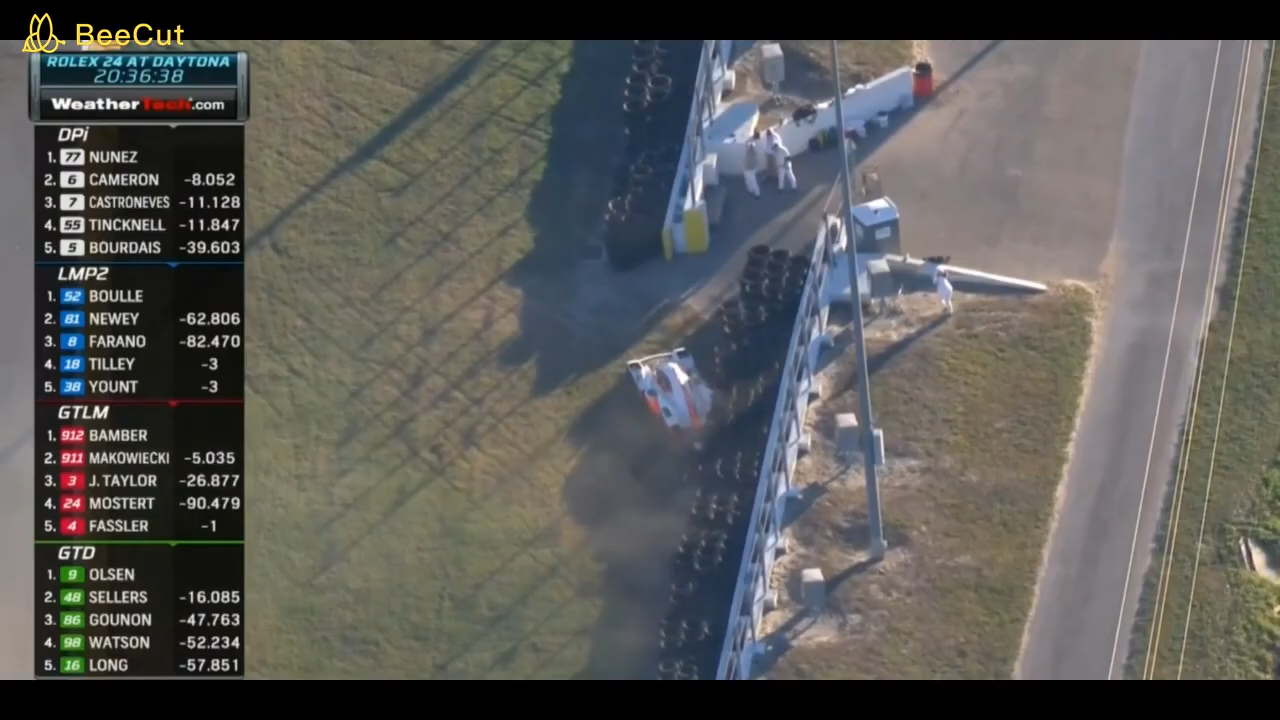 BeeCut
ROLEX 24 AT DAYTONA
20:36:38
WeatherTech.com
DPi
1. 77 NUNEZ
2. 6 CAMERON -8.052
3. 7 CASTRONEVES -11.128
4. 55 TINCKNELL -11.847
5. 5 BOURDAIS -39.603
LMP2
1. 52 BOULLE
2. 81 NEWEY -62.806
3. 8 FARANO -82.470
4. 18 TILLEY -3
5. 38 YOUNT -3
GTLM
1. 912 BAMBER
2. 911 MAKOWIECKI -5.035
3. 3 J. TAYLOR -26.877
4. 24 MOSTERT -90.479
5. 4 FASSLER -1
GTD
1. 9 OLSEN
2. 48 SELLERS -16.085
3. 86 GOUNON -47.763
4. 98 WATSON -52.234
5. 16 LONG -57.851